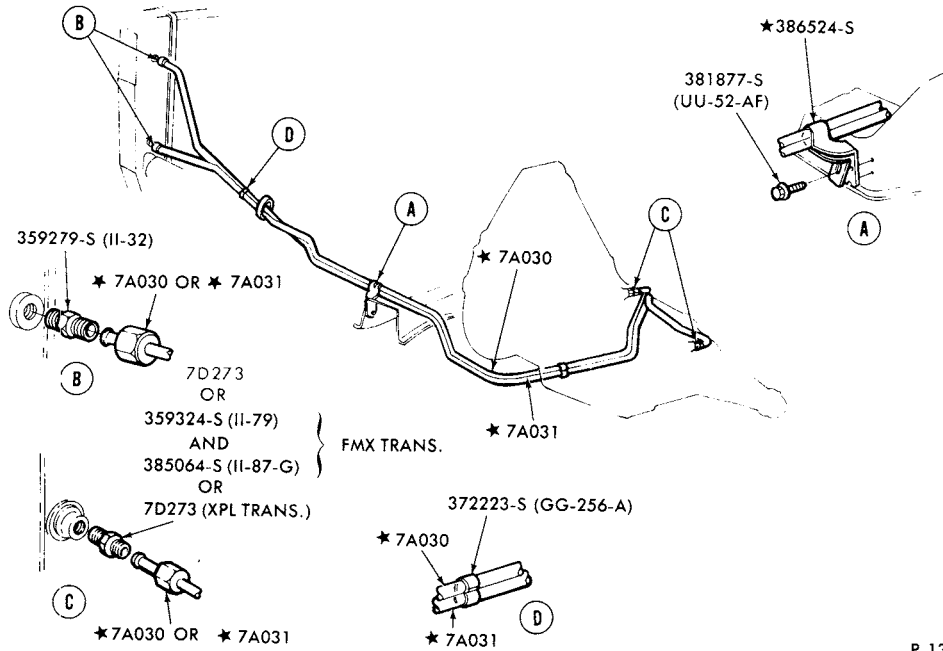 B
★386524-S
381877-S
(UU-52-AF)
D
A
C
A
359279-S (II-32)
★ 7A030
★ 7A030 OR ★ 7A031
B
7D273
OR
359324-S (II-79)
AND
385064-S (II-87-G)
OR
7D273 (XPL TRANS.)
FMX TRANS.
★ 7A031
372223-S (GG-256-A)
★ 7A030
C
D
★7A030 OR ★ 7A031
★ 7A031